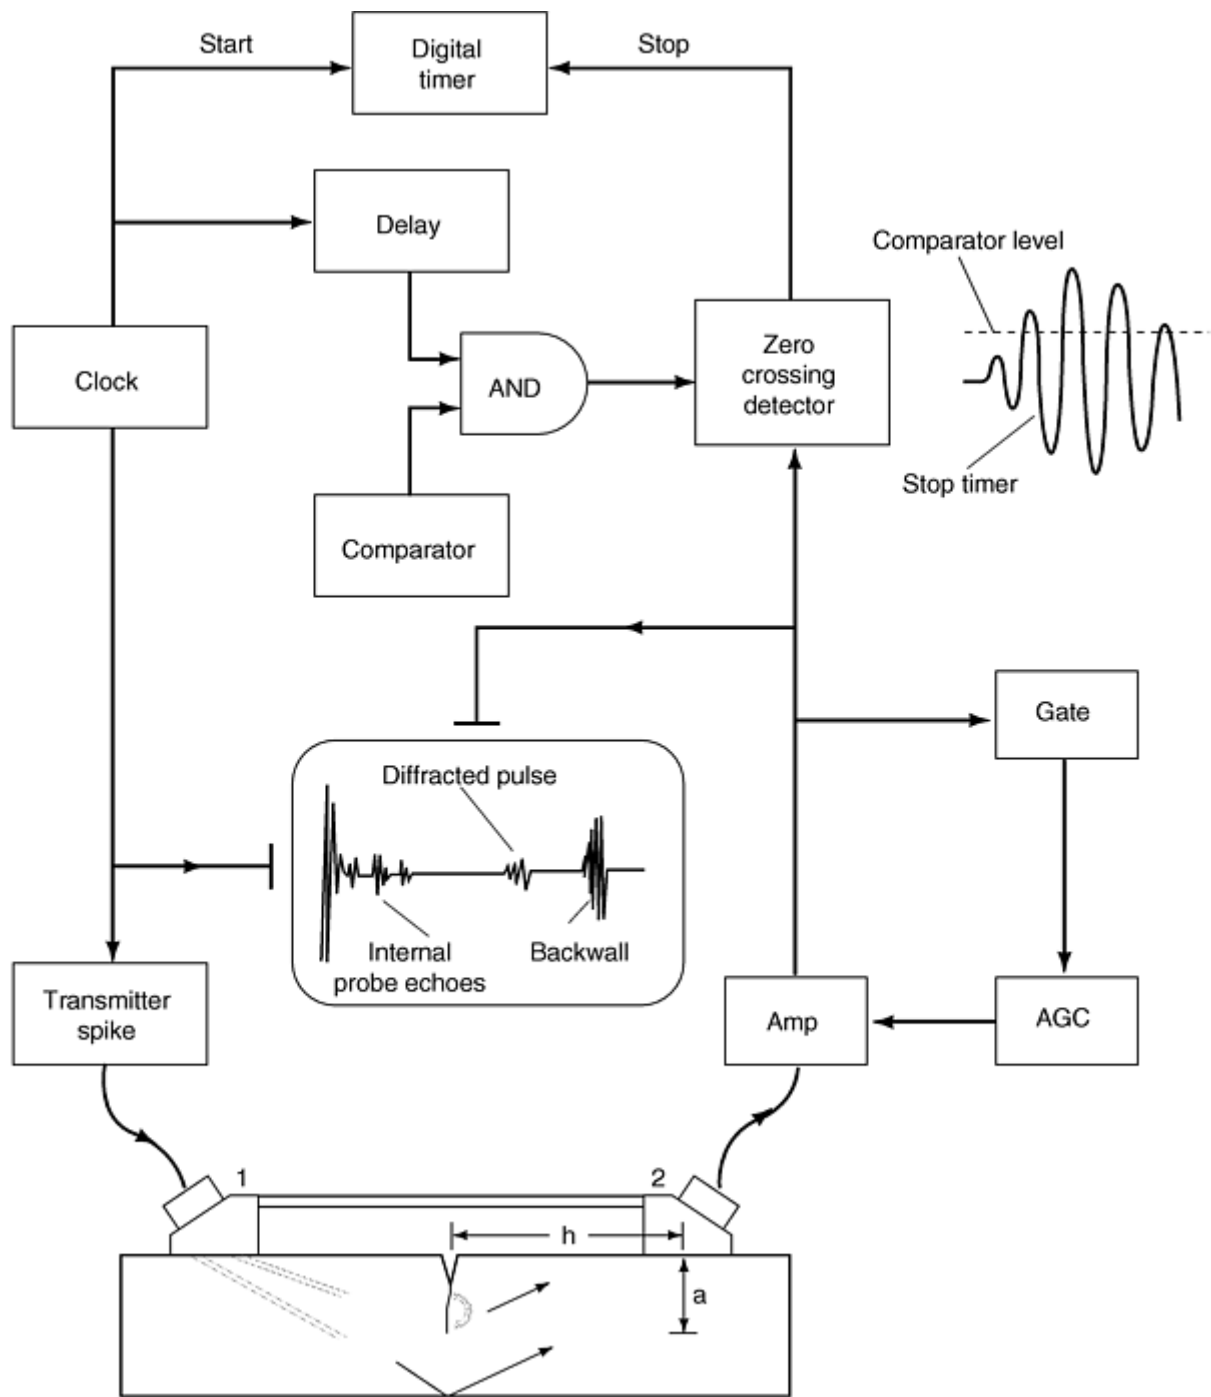 Start
Digital
timer
Stop
Delay
Comparator level
Clock
AND
Zero
crossing
detector
Stop timer
Comparator
Gate
Diffracted pulse
Internal
probe echoes
Backwall
Transmitter
spike
Amp
AGC
1
2
h
a